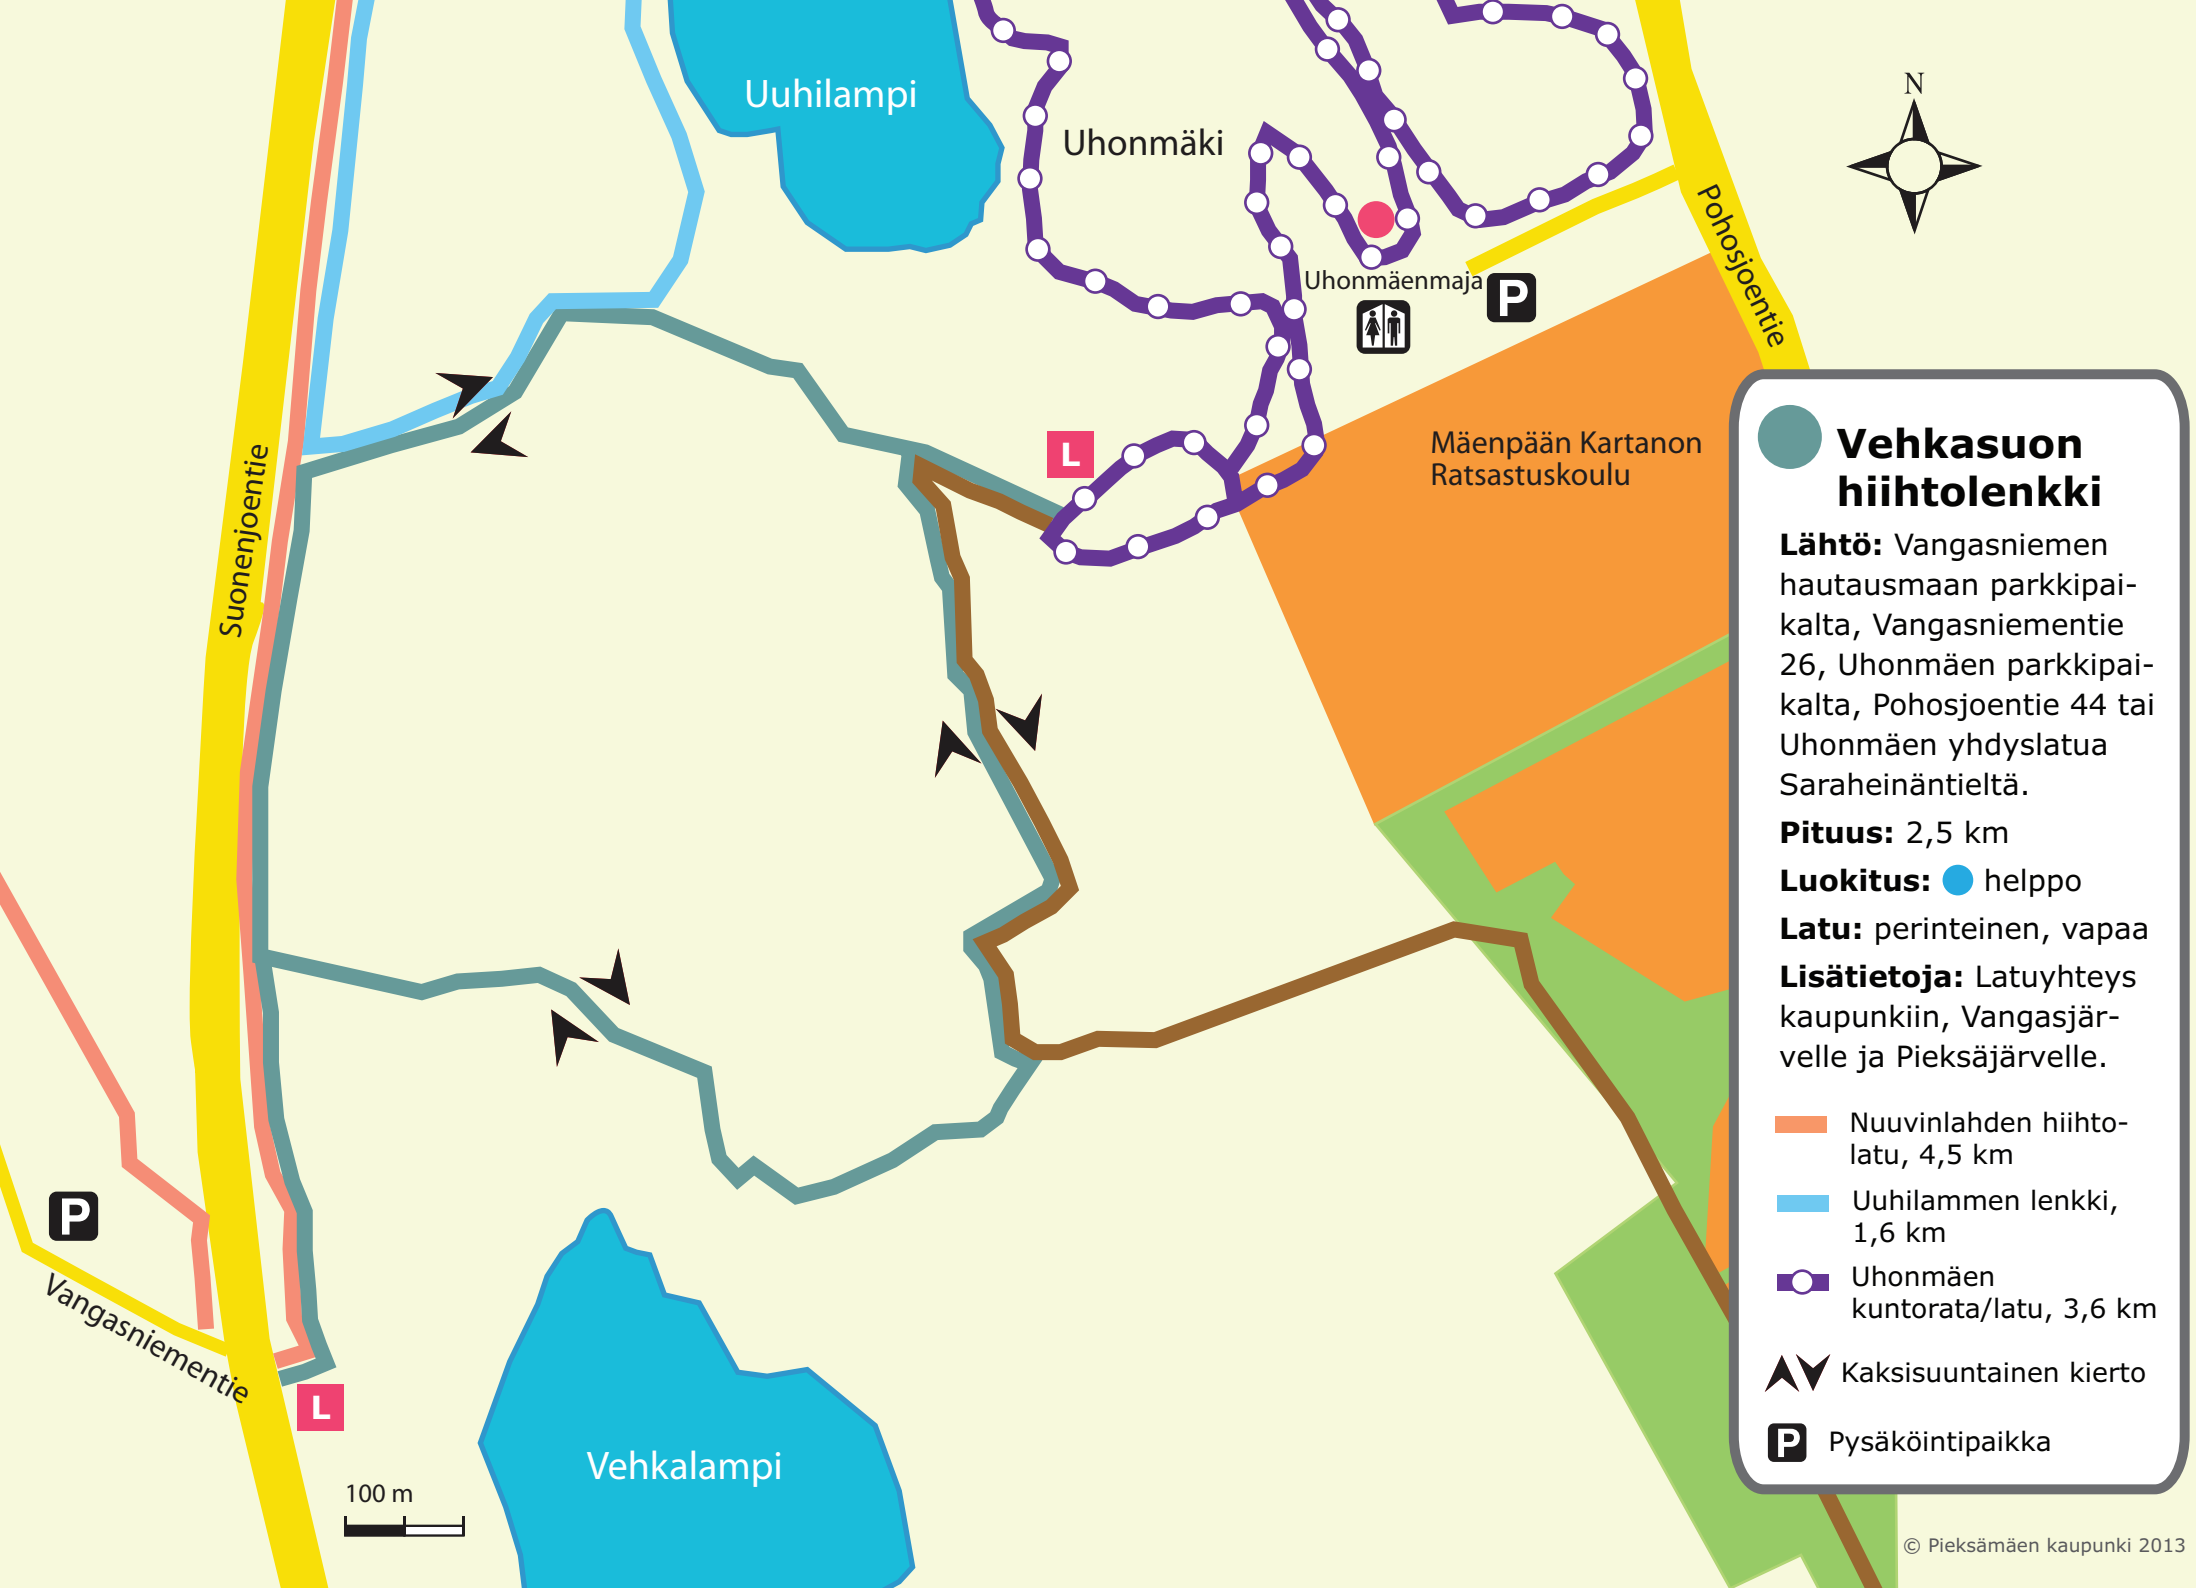 Uuhilampi
Uhonmäki
N
Pohosjoentie
Uhonmäenmaja
P
Mäenpään Kartanon
Ratsastuskoulu
L
Suonenjoentie
P
Vangasniementie
L
Vehkalampi
100 m
Vehkasuon
hiihtolenkki
Lähtö: Vangasniemen
hautausmaan parkkipai-
kalta, Vangasniementie
26, Uhonmäen parkkipai-
kalta, Pohosjoentie 44 tai
Uhonmäen yhdyslatua
Saraheinäntieltä.
Pituus: 2,5 km
Luokitus: helppo
Latu: perinteinen, vapaa
Lisätietoja: Latuyhteys
kaupunkiin, Vangasjär-
velle ja Pieksäjärvelle.
Nuuvinlahden hiihto-
latu, 4,5 km
Uuhilammen lenkki,
1,6 km
Uhonmäen
kuntorata/latu, 3,6 km
Kaksisuuntainen kierto
P Pysäköintipaikka
© Pieksämäen kaupunki 2013